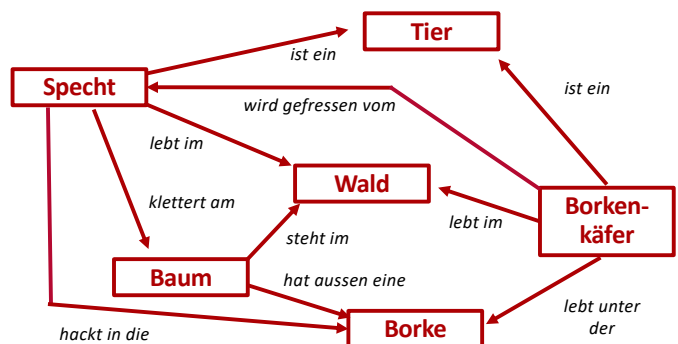 Tier
ist ein
Specht
ist ein
wird gefressen vom
lebt im
Wald
klettert am
Borken-
käfer
lebt im
steht im
Baum
hat aussen eine
lebt unter
der
Borke
hackt in die